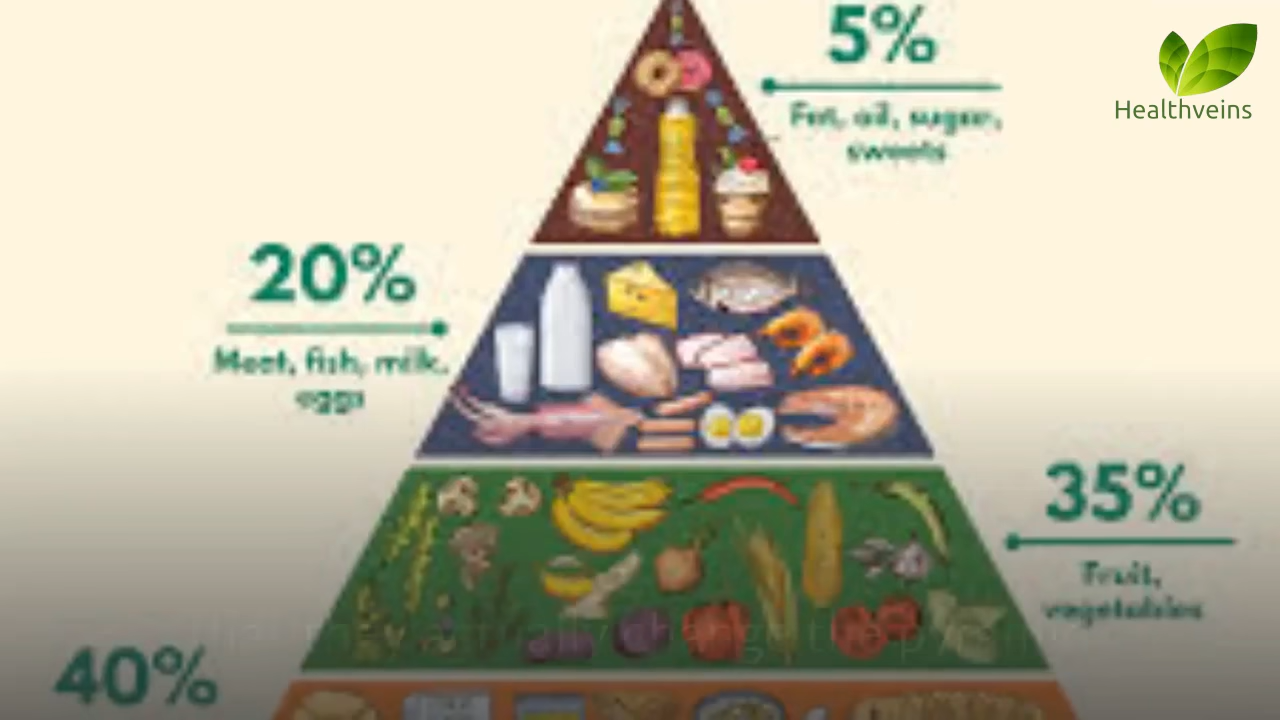 5%
Healthveins
Fat, oil, sugar,
sweets
20%
Meat, fish, milk,
eggs
35%
Fruit,
vegetables
40%